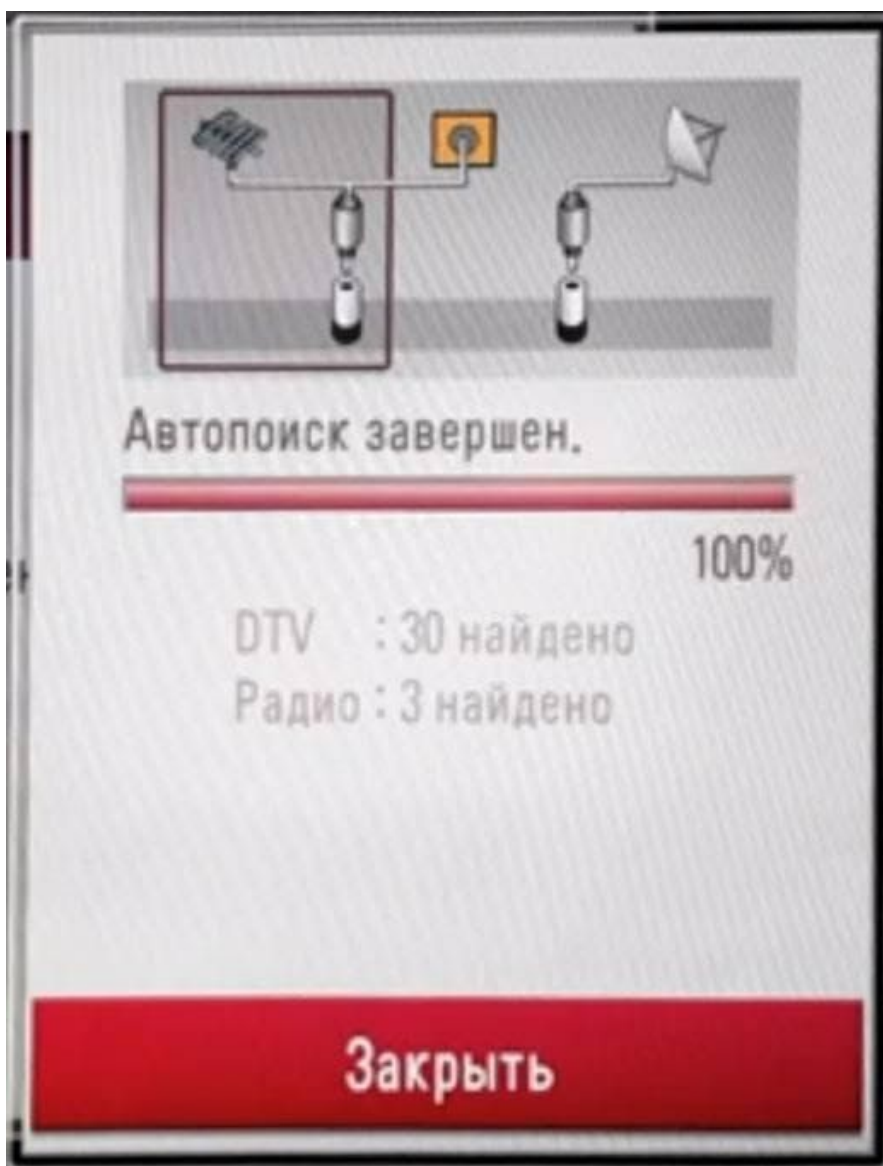 Автопоиск завершен.
100%
DTV : 30 найдено
Радио : 3 найдено
Закрыть